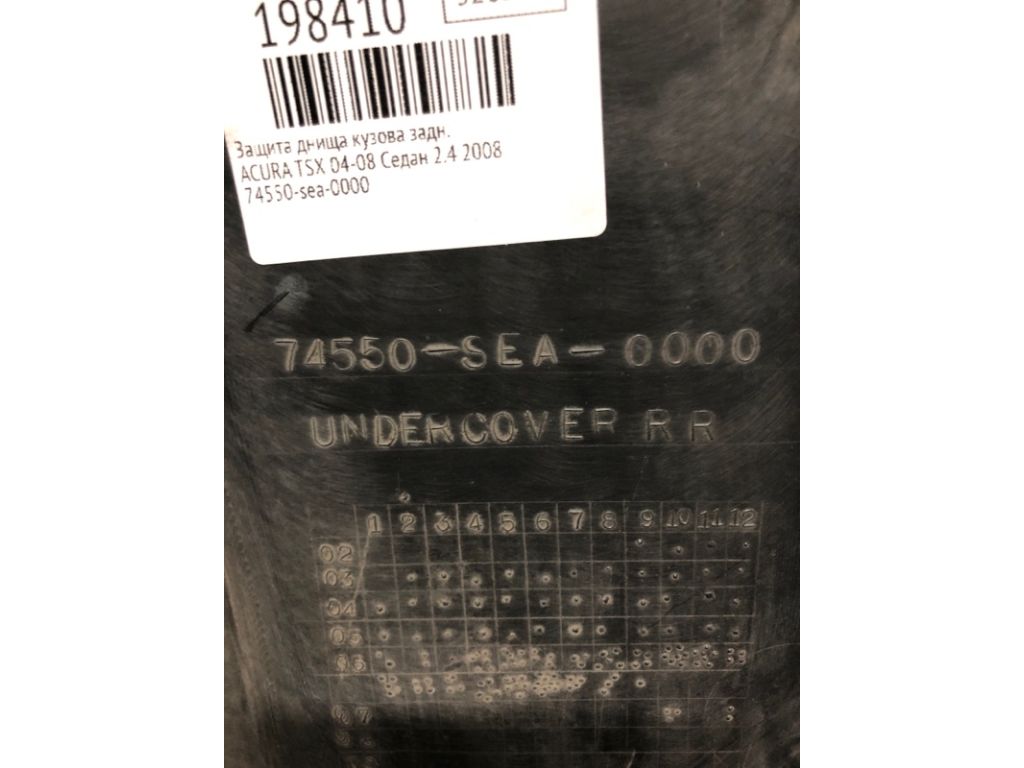 198410
Защита днища кузова задн.
ACURA TSX 04-08 Седан 2.4 2008
74550-sea-0000
74550-SEA-0000
UNDERCOVER RR
1 2 3 4 5 6 7 8 9 10 11 12
02
03
04
05